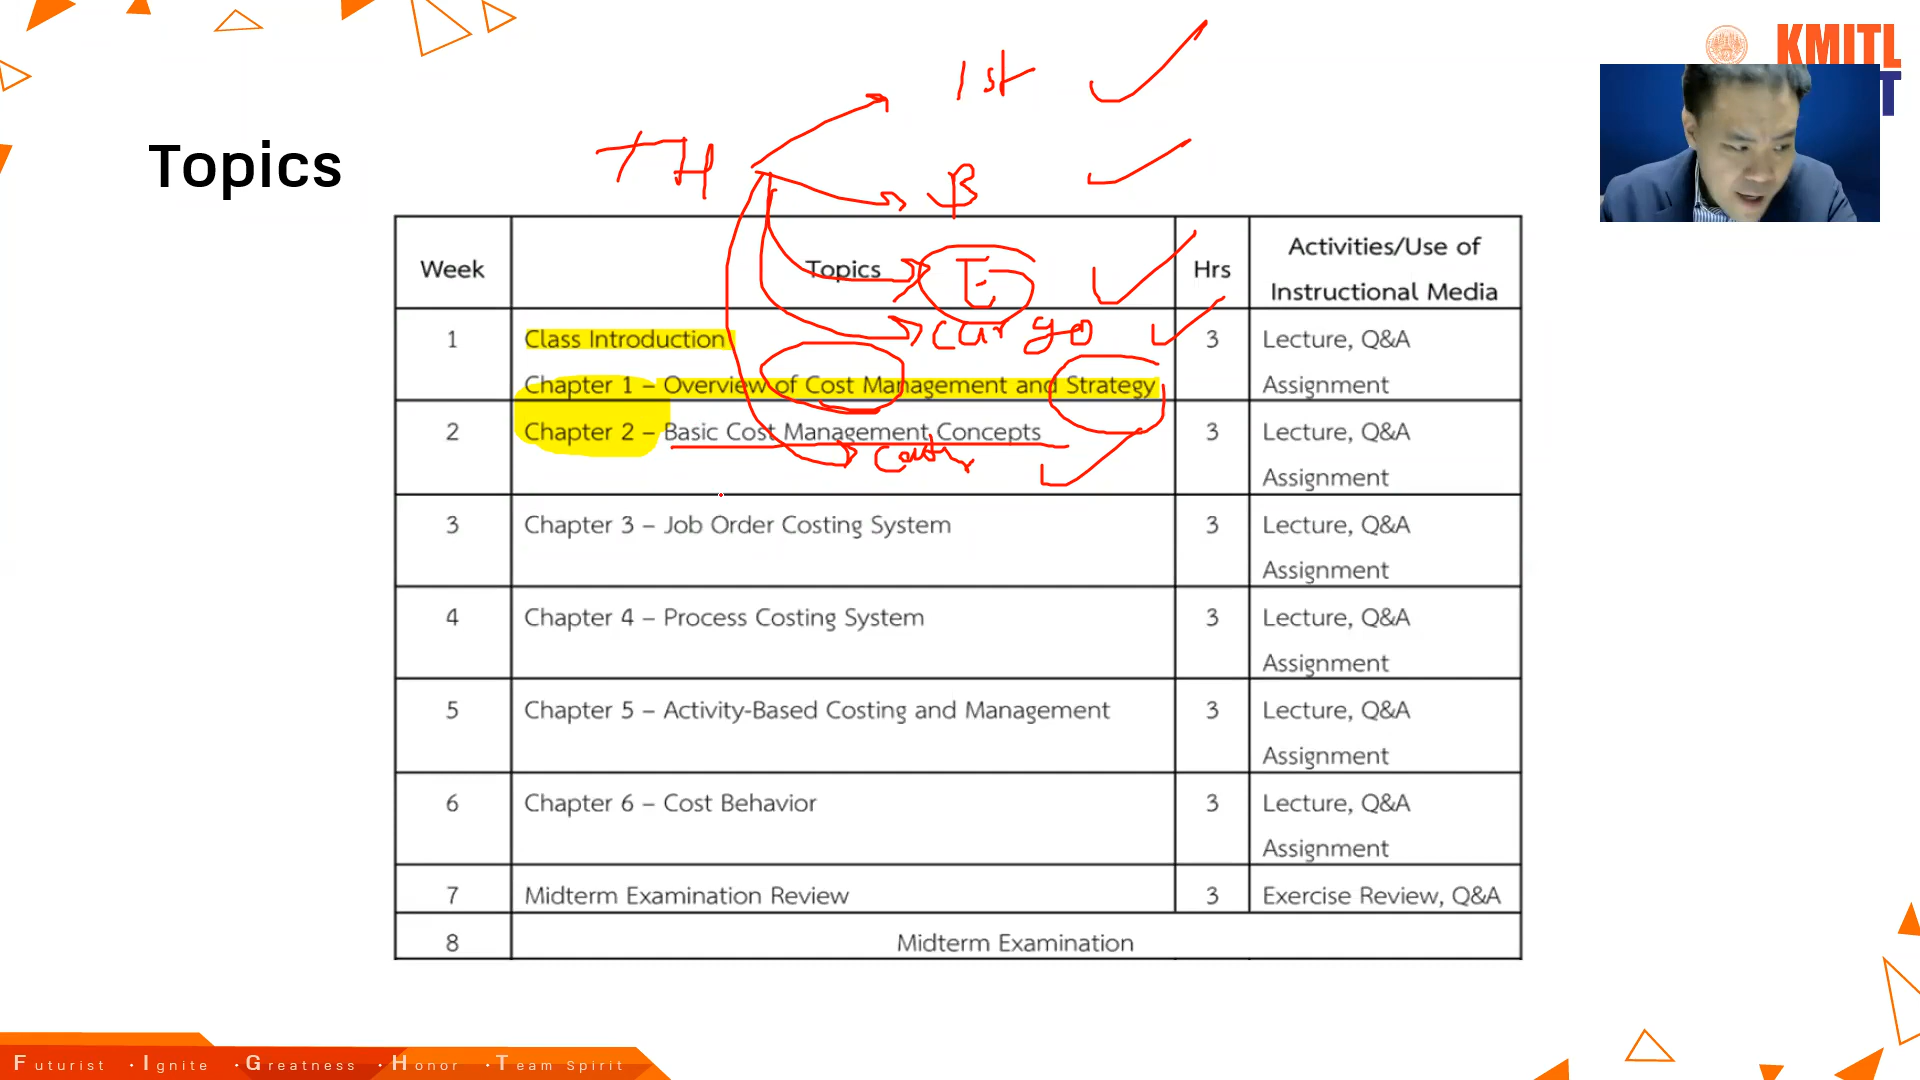 KMITL
1st
TH
Topics
B
Week
Topics
E
Hrs
Activities/Use of
Instructional Media
cargo
1
Class Introduction
Chapter 1 – Overview of Cost Management and Strategy
3
Lecture, Q&A
Assignment
2
Chapter 2 – Basic Cost Management Concepts
3
Lecture, Q&A
Assignment
3
Chapter 3 – Job Order Costing System
3
Lecture, Q&A
Assignment
4
Chapter 4 – Process Costing System
3
Lecture, Q&A
Assignment
5
Chapter 5 – Activity-Based Costing and Management
3
Lecture, Q&A
Assignment
6
Chapter 6 – Cost Behavior
3
Lecture, Q&A
Assignment
7
Midterm Examination Review
3
Exercise Review, Q&A
8
Midterm Examination
Futurist · Ignite · Greatness · Honor · Team Spirit